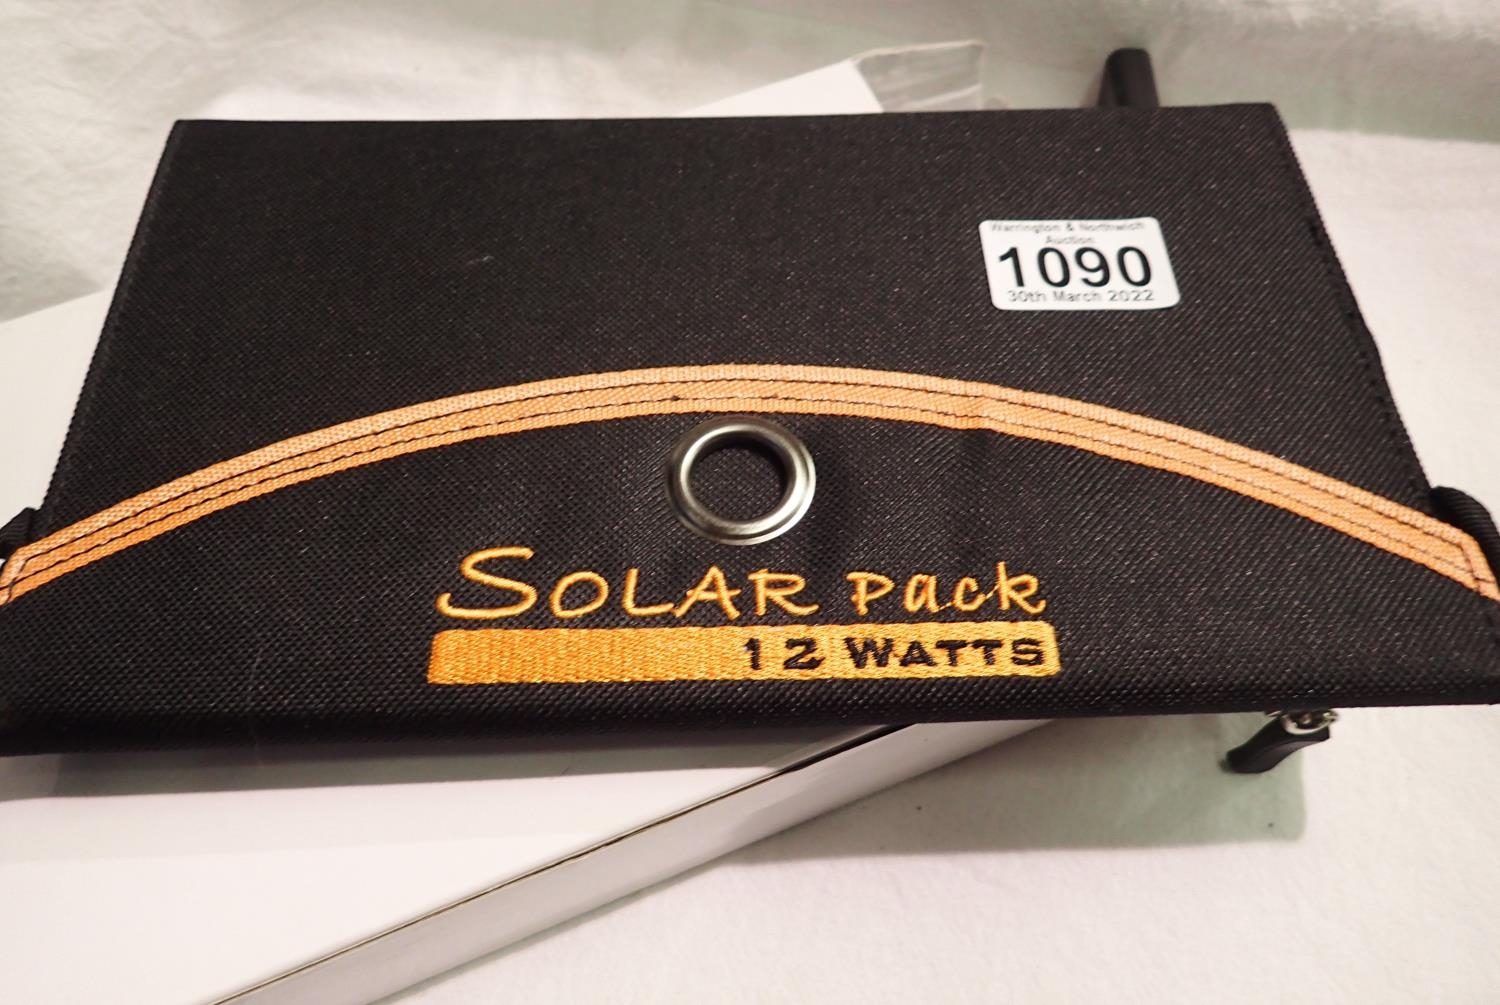 Warrington & Northwich
Auction
1090
30th March 2022
SOLAR pack
12 WATTS